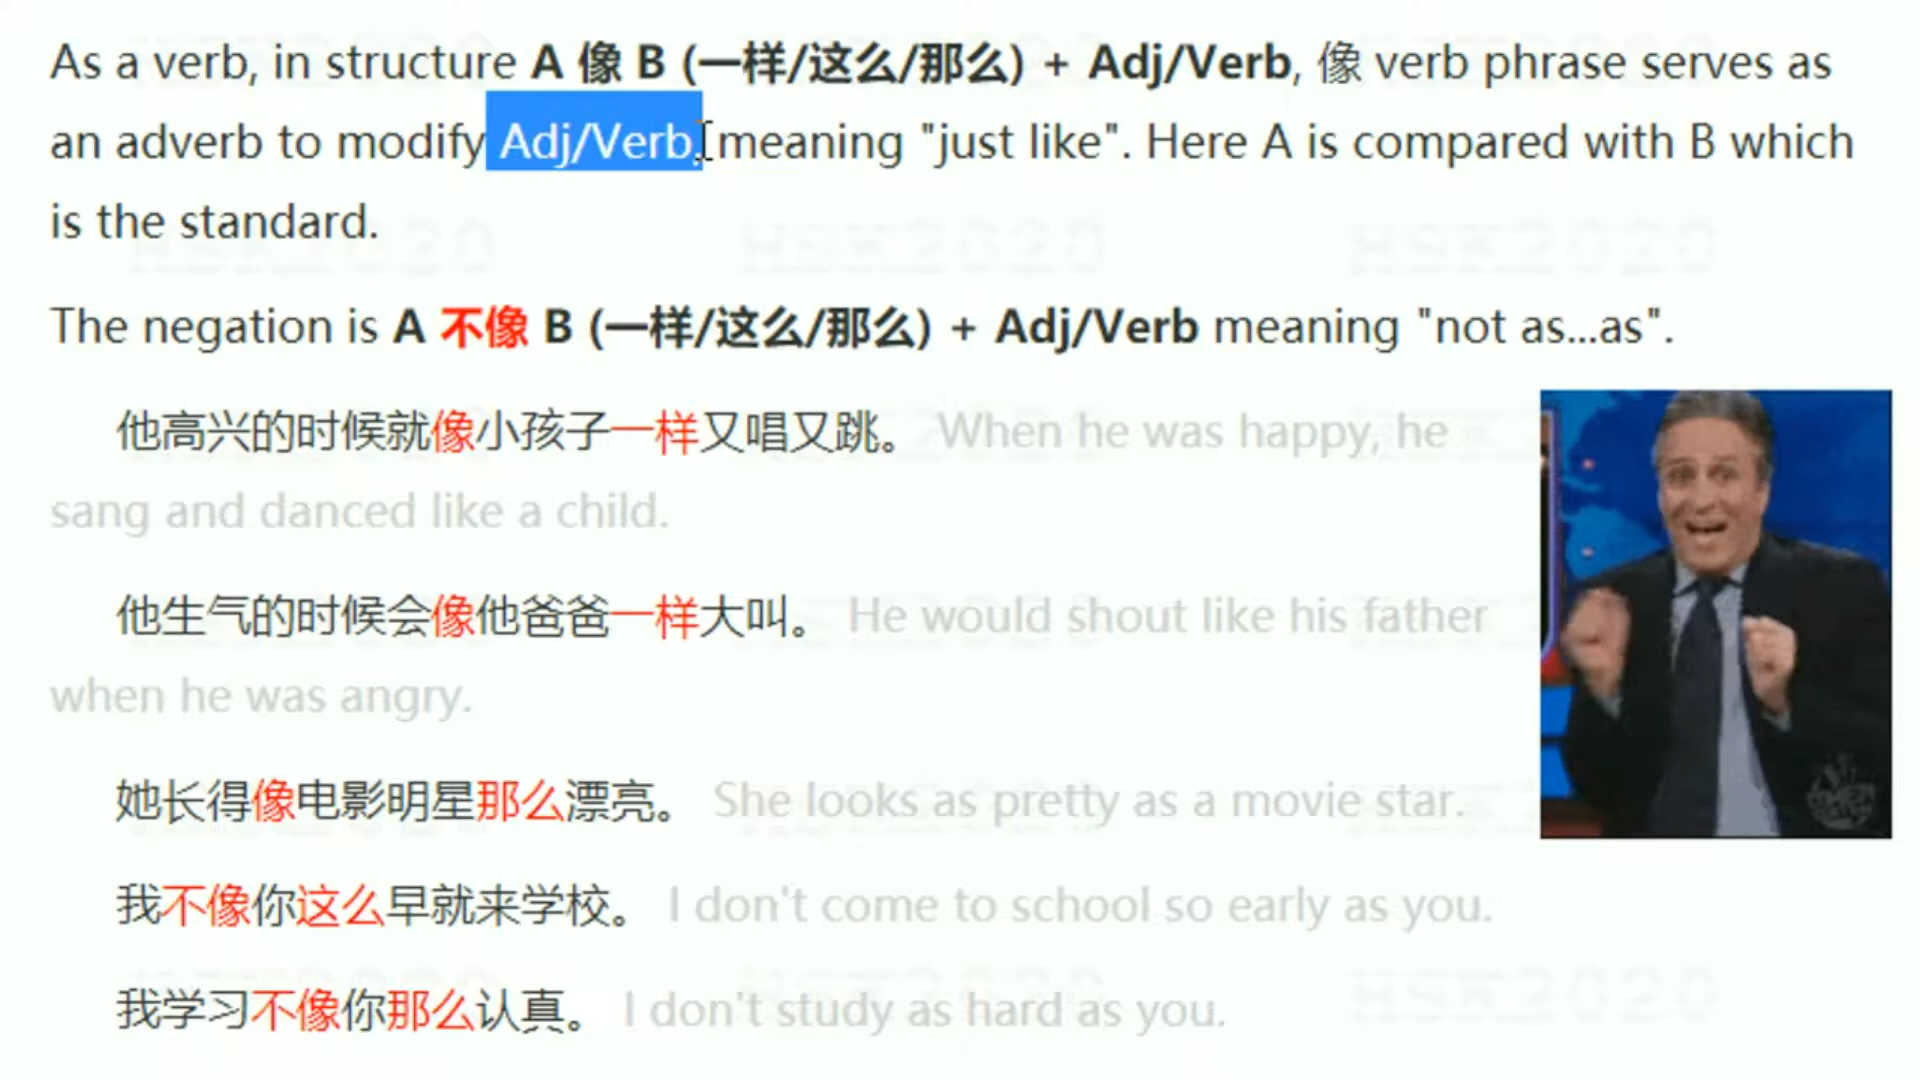 As a verb, in structure A 像 B (一样/这么/那么) + Adj/Verb, 像 verb phrase serves as
an adverb to modify Adj/Verb, meaning "just like". Here A is compared with B which
is the standard.
The negation is A 不像 B (一样/这么/那么) + Adj/Verb meaning "not as...as".
他高兴的时候就像小孩子一样又唱又跳。 When he was happy, he
sang and danced like a child.
他生气的时候会像他爸爸一样大叫。 He would shout like his father
when he was angry.
她长得像电影明星那么漂亮。 She looks as pretty as a movie star.
我不像你这么早就来学校。 I don't come to school so early as you.
我学习不像你那么认真。 I don't study as hard as you.
HSK2020